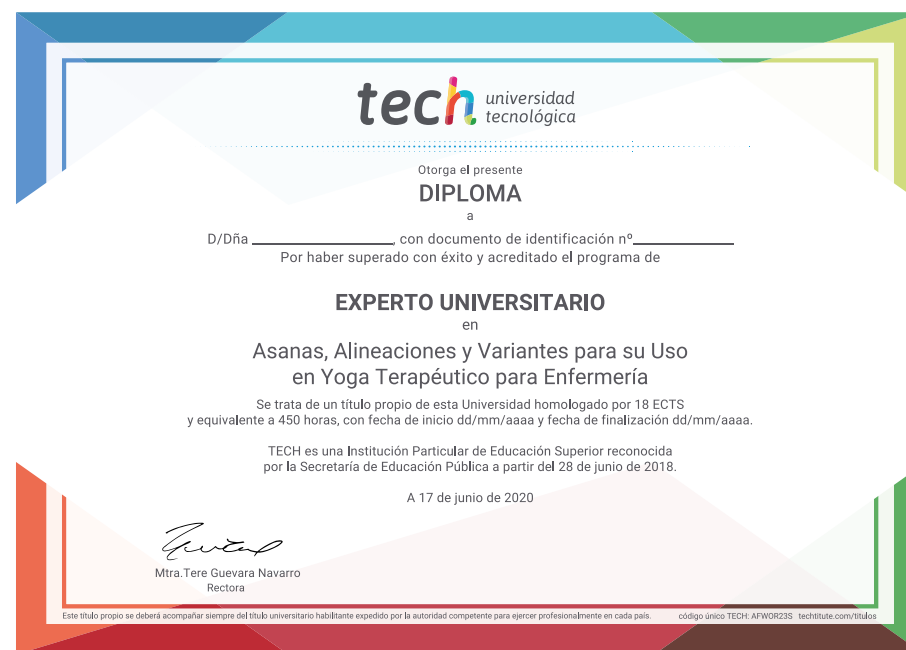 tech universidad
tecnológica
Otorga el presente
DIPLOMA
a
D/Dña ____________________, con documento de identificación nº______________
Por haber superado con éxito y acreditado el programa de
EXPERTO UNIVERSITARIO
en
Asanas, Alineaciones y Variantes para su Uso
en Yoga Terapéutico para Enfermería
Se trata de un título propio de esta Universidad homologado por 18 ECTS
y equivalente a 450 horas, con fecha de inicio dd/mm/aaaa y fecha de finalización dd/mm/aaaa.
TECH es una Institución Particular de Educación Superior reconocida
por la Secretaría de Educación Pública a partir del 28 de junio de 2018.
A 17 de junio de 2020
Mtra.Tere Guevara Navarro
Rectora
Este título propio se deberá acompañar siempre del título universitario habilitante expedido por la autoridad competente para ejercer profesionalmente en cada país. código único TECH: AFWOR23S techtitute.com/titulos